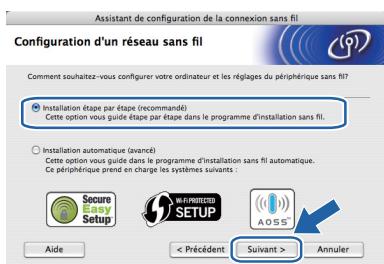 Assistant de configuration de la connexion sans fil
Configuration d'un réseau sans fil
Comment souhaitez-vous configurer votre ordinateur et les réglages du périphérique sans fil?
Installation étape par étape (recommandé)
Cette option vous guide étape par étape dans le programme d'installation sans fil.
Installation automatique (avancé)
Cette option vous guide dans le programme d'installation sans fil automatique.
Ce périphérique prend en charge les systèmes suivants :
Secure
Easy
Setup
Wi-Fi PROTECTED
SETUP
AOSS™
Aide
< Précédent
Suivant >
Annuler